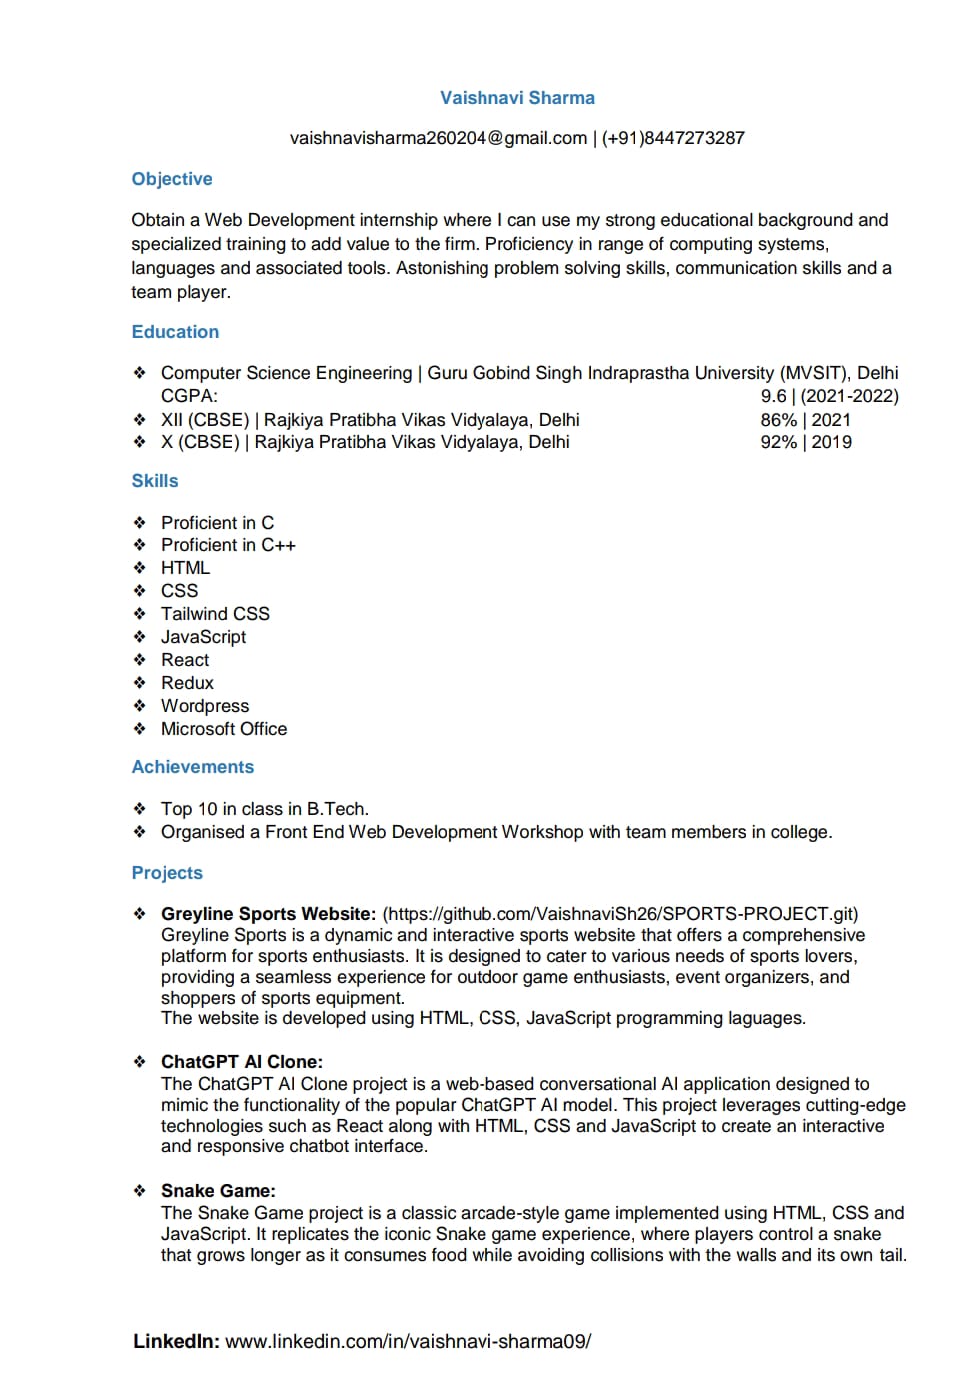 Vaishnavi Sharma
vaishnavisharma260204@gmail.com | (+91)8447273287
Objective
Obtain a Web Development internship where I can use my strong educational background and
specialized training to add value to the firm. Proficiency in range of computing systems,
languages and associated tools. Astonishing problem solving skills, communication skills and a
team player.
Education
❖ Computer Science Engineering | Guru Gobind Singh Indraprastha University (MVSIT), Delhi
CGPA: 9.6 | (2021-2022)
❖ XII (CBSE) | Rajkiya Pratibha Vikas Vidyalaya, Delhi 86% | 2021
❖ X (CBSE) | Rajkiya Pratibha Vikas Vidyalaya, Delhi 92% | 2019
Skills
❖ Proficient in C
❖ Proficient in C++
❖ HTML
❖ CSS
❖ Tailwind CSS
❖ JavaScript
❖ React
❖ Redux
❖ Wordpress
❖ Microsoft Office
Achievements
❖ Top 10 in class in B.Tech.
❖ Organised a Front End Web Development Workshop with team members in college.
Projects
❖ Greyline Sports Website: (https://github.com/VaishnaviSh26/SPORTS-PROJECT.git)
Greyline Sports is a dynamic and interactive sports website that offers a comprehensive
platform for sports enthusiasts. It is designed to cater to various needs of sports lovers,
providing a seamless experience for outdoor game enthusiasts, event organizers, and
shoppers of sports equipment.
The website is developed using HTML, CSS, JavaScript programming laguages.
❖ ChatGPT AI Clone:
The ChatGPT AI Clone project is a web-based conversational AI application designed to
mimic the functionality of the popular ChatGPT AI model. This project leverages cutting-edge
technologies such as React along with HTML, CSS and JavaScript to create an interactive
and responsive chatbot interface.
❖ Snake Game:
The Snake Game project is a classic arcade-style game implemented using HTML, CSS and
JavaScript. It replicates the iconic Snake game experience, where players control a snake
that grows longer as it consumes food while avoiding collisions with the walls and its own tail.
LinkedIn: www.linkedin.com/in/vaishnavi-sharma09/